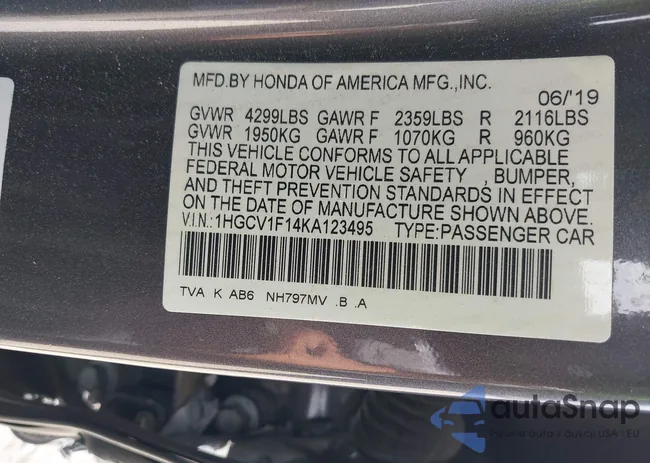 MFD.BY HONDA OF AMERICA MFG.,INC.
06/'19
GVWR 4299LBS GAWR F 2359LBS R 2116LBS
GVWR 1950KG GAWR F 1070KG R 960KG
THIS VEHICLE CONFORMS TO ALL APPLICABLE
FEDERAL MOTOR VEHICLE SAFETY , BUMPER,
AND THEFT PREVENTION STANDARDS IN EFFECT
ON THE DATE OF MANUFACTURE SHOWN ABOVE.
V.I.N.:1HGCV1F14KA123495 TYPE:PASSENGER CAR
TVA K AB6 NH797MV .B .A
autaSnap